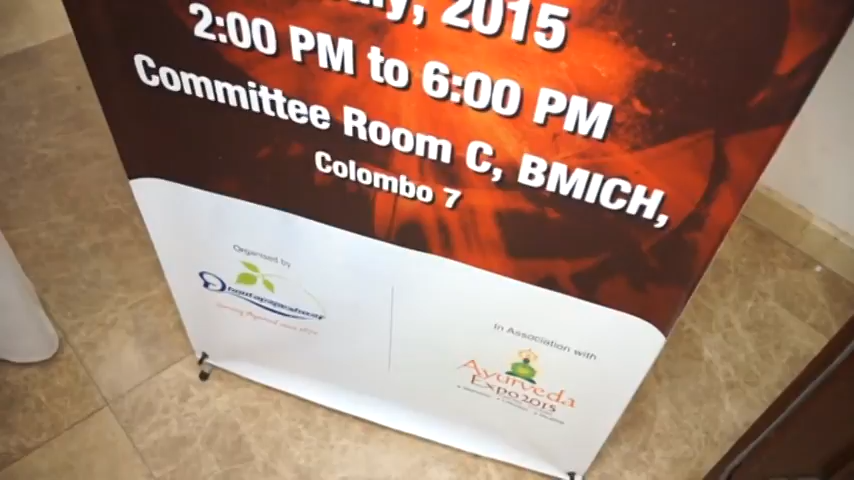 2015
2:00 PM to 6:00 PM
Committee Room C, BMICH,
Colombo 7
Organised by
In Association with
Ayurveda
Expo2015